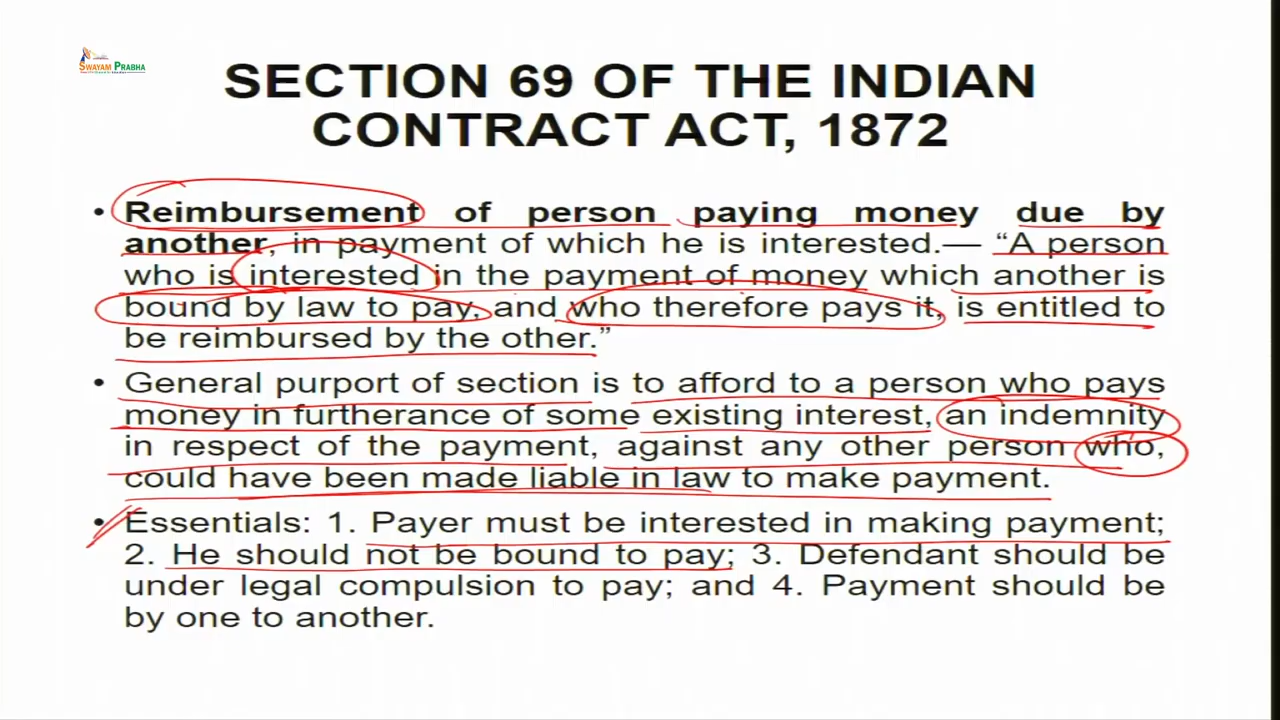 SWAYAM PRABHA
SECTION 69 OF THE INDIAN
CONTRACT ACT, 1872
• Reimbursement of person paying money due by
another, in payment of which he is interested.— “A person
who is interested in the payment of money which another is
bound by law to pay, and who therefore pays it, is entitled to
be reimbursed by the other.”
• General purport of section is to afford to a person who pays
money in furtherance of some existing interest, an indemnity
in respect of the payment, against any other person who,
could have been made liable in law to make payment.
• Essentials: 1. Payer must be interested in making payment;
2. He should not be bound to pay; 3. Defendant should be
under legal compulsion to pay; and 4. Payment should be
by one to another.